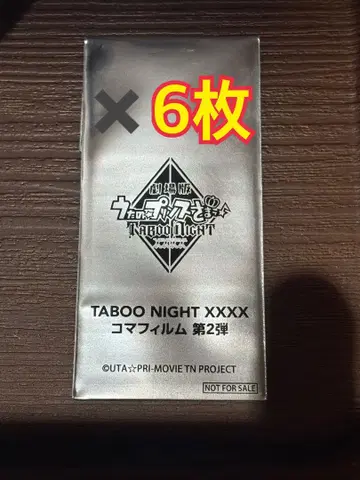 ×6枚
劇場版
うたの☆プリンスさまっ♪
TABOO NIGHT
XXXX
TABOO NIGHT XXXX
コマフィルム 第2弾
©UTA☆PRI-MOVIE TN PROJECT
NOT FOR SALE